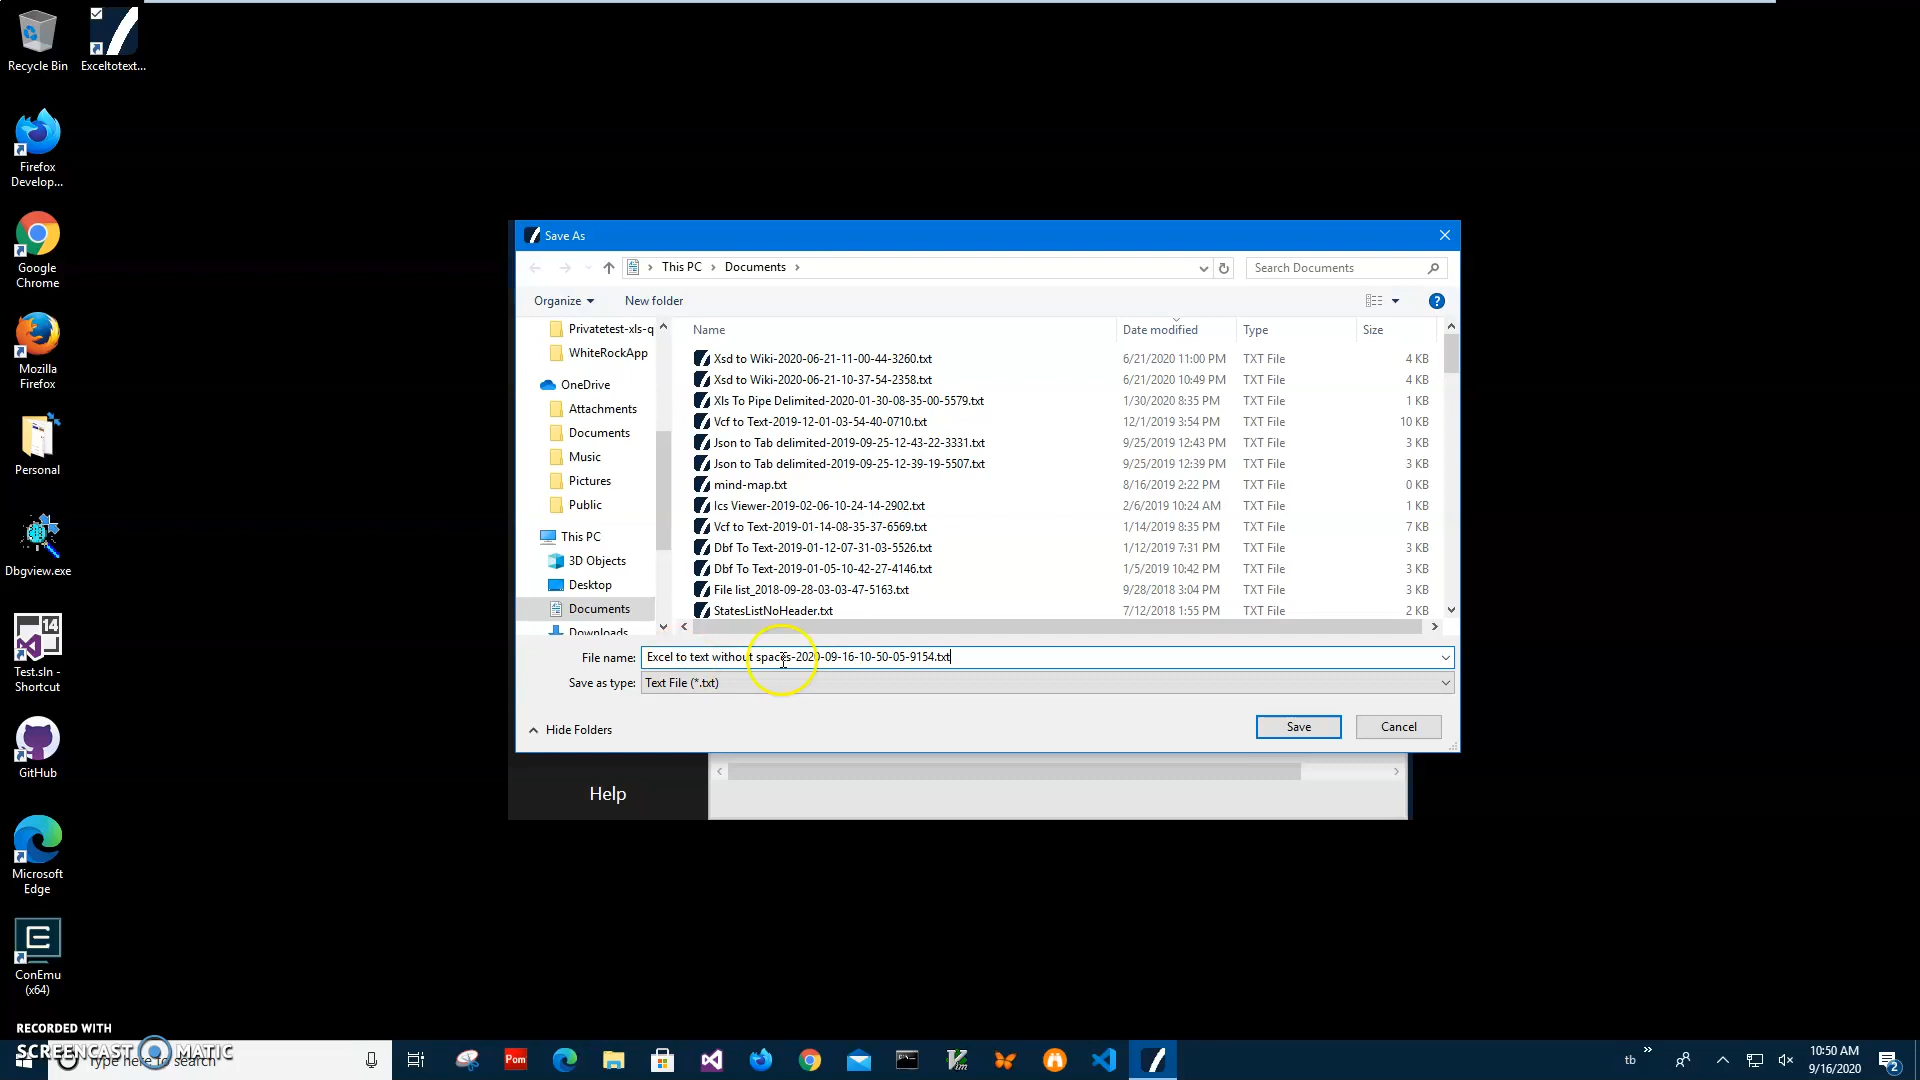 Recycle Bin
Exceltotext...
Firefox
Develop...
Google
Chrome
Mozilla
Firefox
Personal
Dbgview.exe
14
Test.sln -
Shortcut
GitHub
Microsoft
Edge
ConEmu
(x64)
Save As
This PC
Documents
Search Documents
Organize
New folder
?
Privatetest-xls-q
WhiteRockApp
OneDrive
Attachments
Documents
Music
Pictures
Public
This PC
3D Objects
Desktop
Documents
Downloads
Name Date modified Type Size
Xsd to Wiki-2020-06-21-11-00-44-3260.txt 6/21/2020 11:00 PM TXT File 4 KB
Xsd to Wiki-2020-06-21-10-37-54-2358.txt 6/21/2020 10:49 PM TXT File 4 KB
Xls To Pipe Delimited-2020-01-30-08-35-00-5579.txt 1/30/2020 8:35 PM TXT File 1 KB
Vcf to Text-2019-12-01-03-54-40-0710.txt 12/1/2019 3:54 PM TXT File 10 KB
Json to Tab delimited-2019-09-25-12-43-22-3331.txt 9/25/2019 12:43 PM TXT File 3 KB
Json to Tab delimited-2019-09-25-12-39-19-5507.txt 9/25/2019 12:39 PM TXT File 3 KB
mind-map.txt 8/16/2019 2:22 PM TXT File 0 KB
Ics Viewer-2019-02-06-10-24-14-2902.txt 2/6/2019 10:24 AM TXT File 1 KB
Vcf to Text-2019-01-14-08-35-37-6569.txt 1/14/2019 8:35 PM TXT File 7 KB
Dbf To Text-2019-01-12-07-31-03-5526.txt 1/12/2019 7:31 PM TXT File 3 KB
Dbf To Text-2019-01-05-10-42-27-4146.txt 1/5/2019 10:42 PM TXT File 3 KB
File list_2018-09-28-03-03-47-5163.txt 9/28/2018 3:04 PM TXT File 3 KB
StatesListNoHeader.txt 7/12/2018 1:55 PM TXT File 2 KB
File name: Excel to text without spaces-2020-09-16-10-50-05-9154.txt
Save as type: Text File (*.txt)
Hide Folders
Save
Cancel
Help
RECORDED WITH
SCREENCAST MATIC
Type here to search
Pom
Vim
tb
10:50 AM
9/16/2020
2